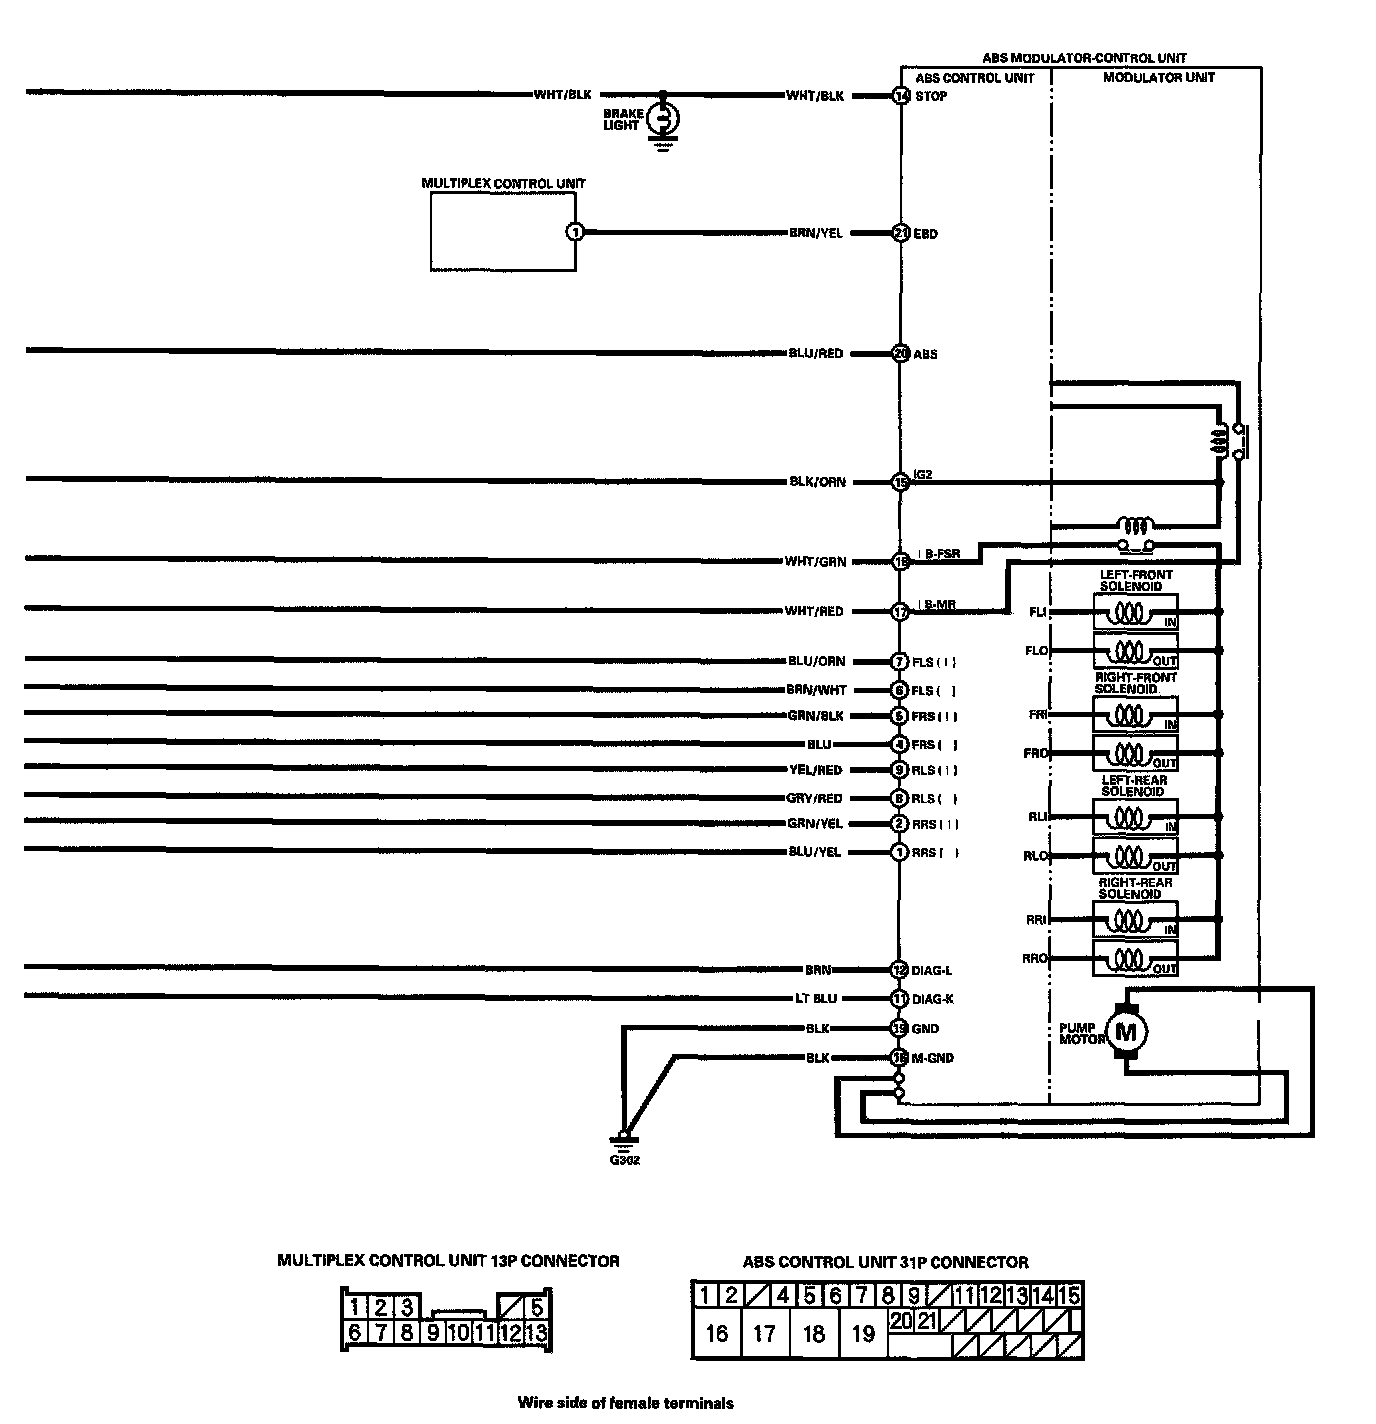 ABS MODULATOR-CONTROL UNIT
ABS CONTROL UNIT
MODULATOR UNIT
WHT/BLK
WHT/BLK
14
STOP
BRAKE
LIGHT
MULTIPLEX CONTROL UNIT
1
BRN/YEL
21
EBD
BLU/RED
20
ABS
BLK/ORN
15
IG2
WHT/GRN
18
B-FSR
LEFT-FRONT
SOLENOID
WHT/RED
17
B-MR
FLI
IN
FLO
OUT
BLU/ORN
7
FLS
RIGHT-FRONT
SOLENOID
BRN/WHT
6
FLS
GRN/BLK
5
FRS
FRI
IN
BLU
4
FRS
FRO
OUT
YEL/RED
9
RLS
LEFT-REAR
SOLENOID
GRY/RED
8
RLS
GRN/YEL
2
RRS
RLI
IN
BLU/YEL
1
RRS
RLO
OUT
RIGHT-REAR
SOLENOID
RRI
IN
RRO
OUT
BRN
12
DIAG-L
LT BLU
11
DIAG-K
BLK
19
GND
PUMP
MOTOR
M
BLK
16
M-GND
G302
MULTIPLEX CONTROL UNIT 13P CONNECTOR
1 2 3 5
6 7 8 9 10 11 12 13
ABS CONTROL UNIT 31P CONNECTOR
1 2 4 5 6 7 8 9 11 12 13 14 15
16 17 18 19 20 21
Wire side of female terminals